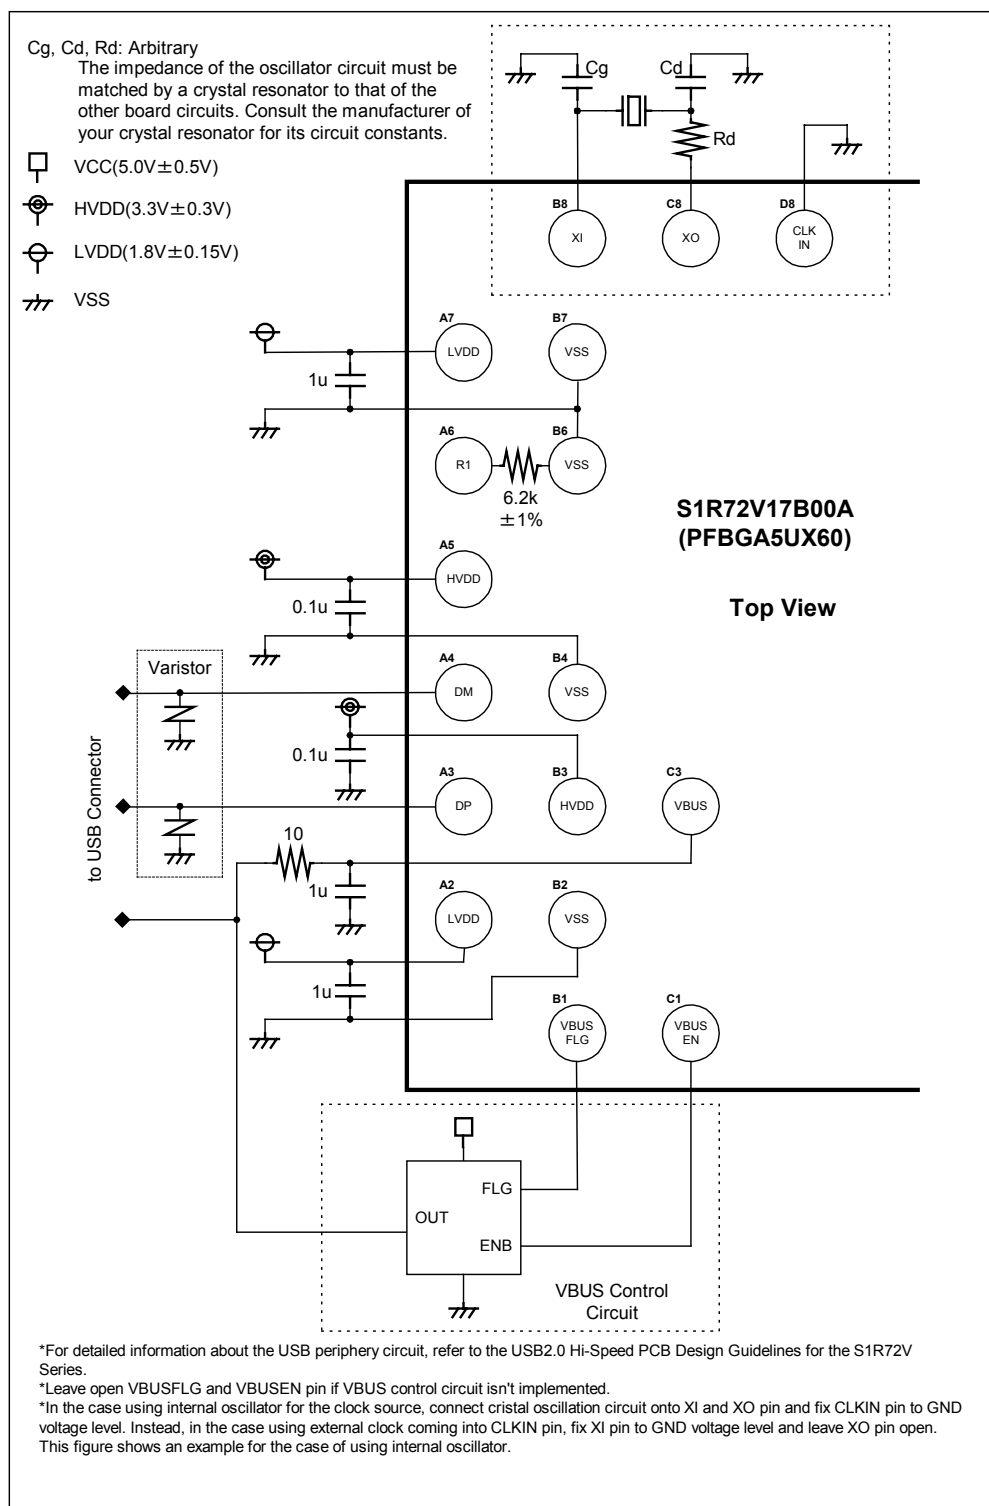 Cg, Cd, Rd: Arbitrary
The impedance of the oscillator circuit must be
matched by a crystal resonator to that of the
other board circuits. Consult the manufacturer of
your crystal resonator for its circuit constants.
VCC(5.0V±0.5V)
HVDD(3.3V±0.3V)
LVDD(1.8V±0.15V)
VSS
Cg
Cd
Rd
B8
C8
D8
XI
XO
CLK
IN
A7
B7
LVDD
VSS
1u
A6
B6
R1
VSS
6.2k
±1%
S1R72V17B00A
(PFBGA5UX60)
Top View
A5
HVDD
0.1u
Varistor
A4
B4
DM
VSS
0.1u
A3
B3
C3
DP
HVDD
VBUS
to USB Connector
10
1u
A2
B2
LVDD
VSS
1u
B1
C1
VBUS
FLG
VBUS
EN
FLG
OUT
ENB
VBUS Control
Circuit
*For detailed information about the USB periphery circuit, refer to the USB2.0 Hi-Speed PCB Design Guidelines for the S1R72V
Series.
*Leave open VBUSFLG and VBUSEN pin if VBUS control circuit isn't implemented.
*In the case using internal oscillator for the clock source, connect cristal oscillation circuit onto XI and XO pin and fix CLKIN pin to GND
voltage level. Instead, in the case using external clock coming into CLKIN pin, fix XI pin to GND voltage level and leave XO pin open.
This figure shows an example for the case of using internal oscillator.